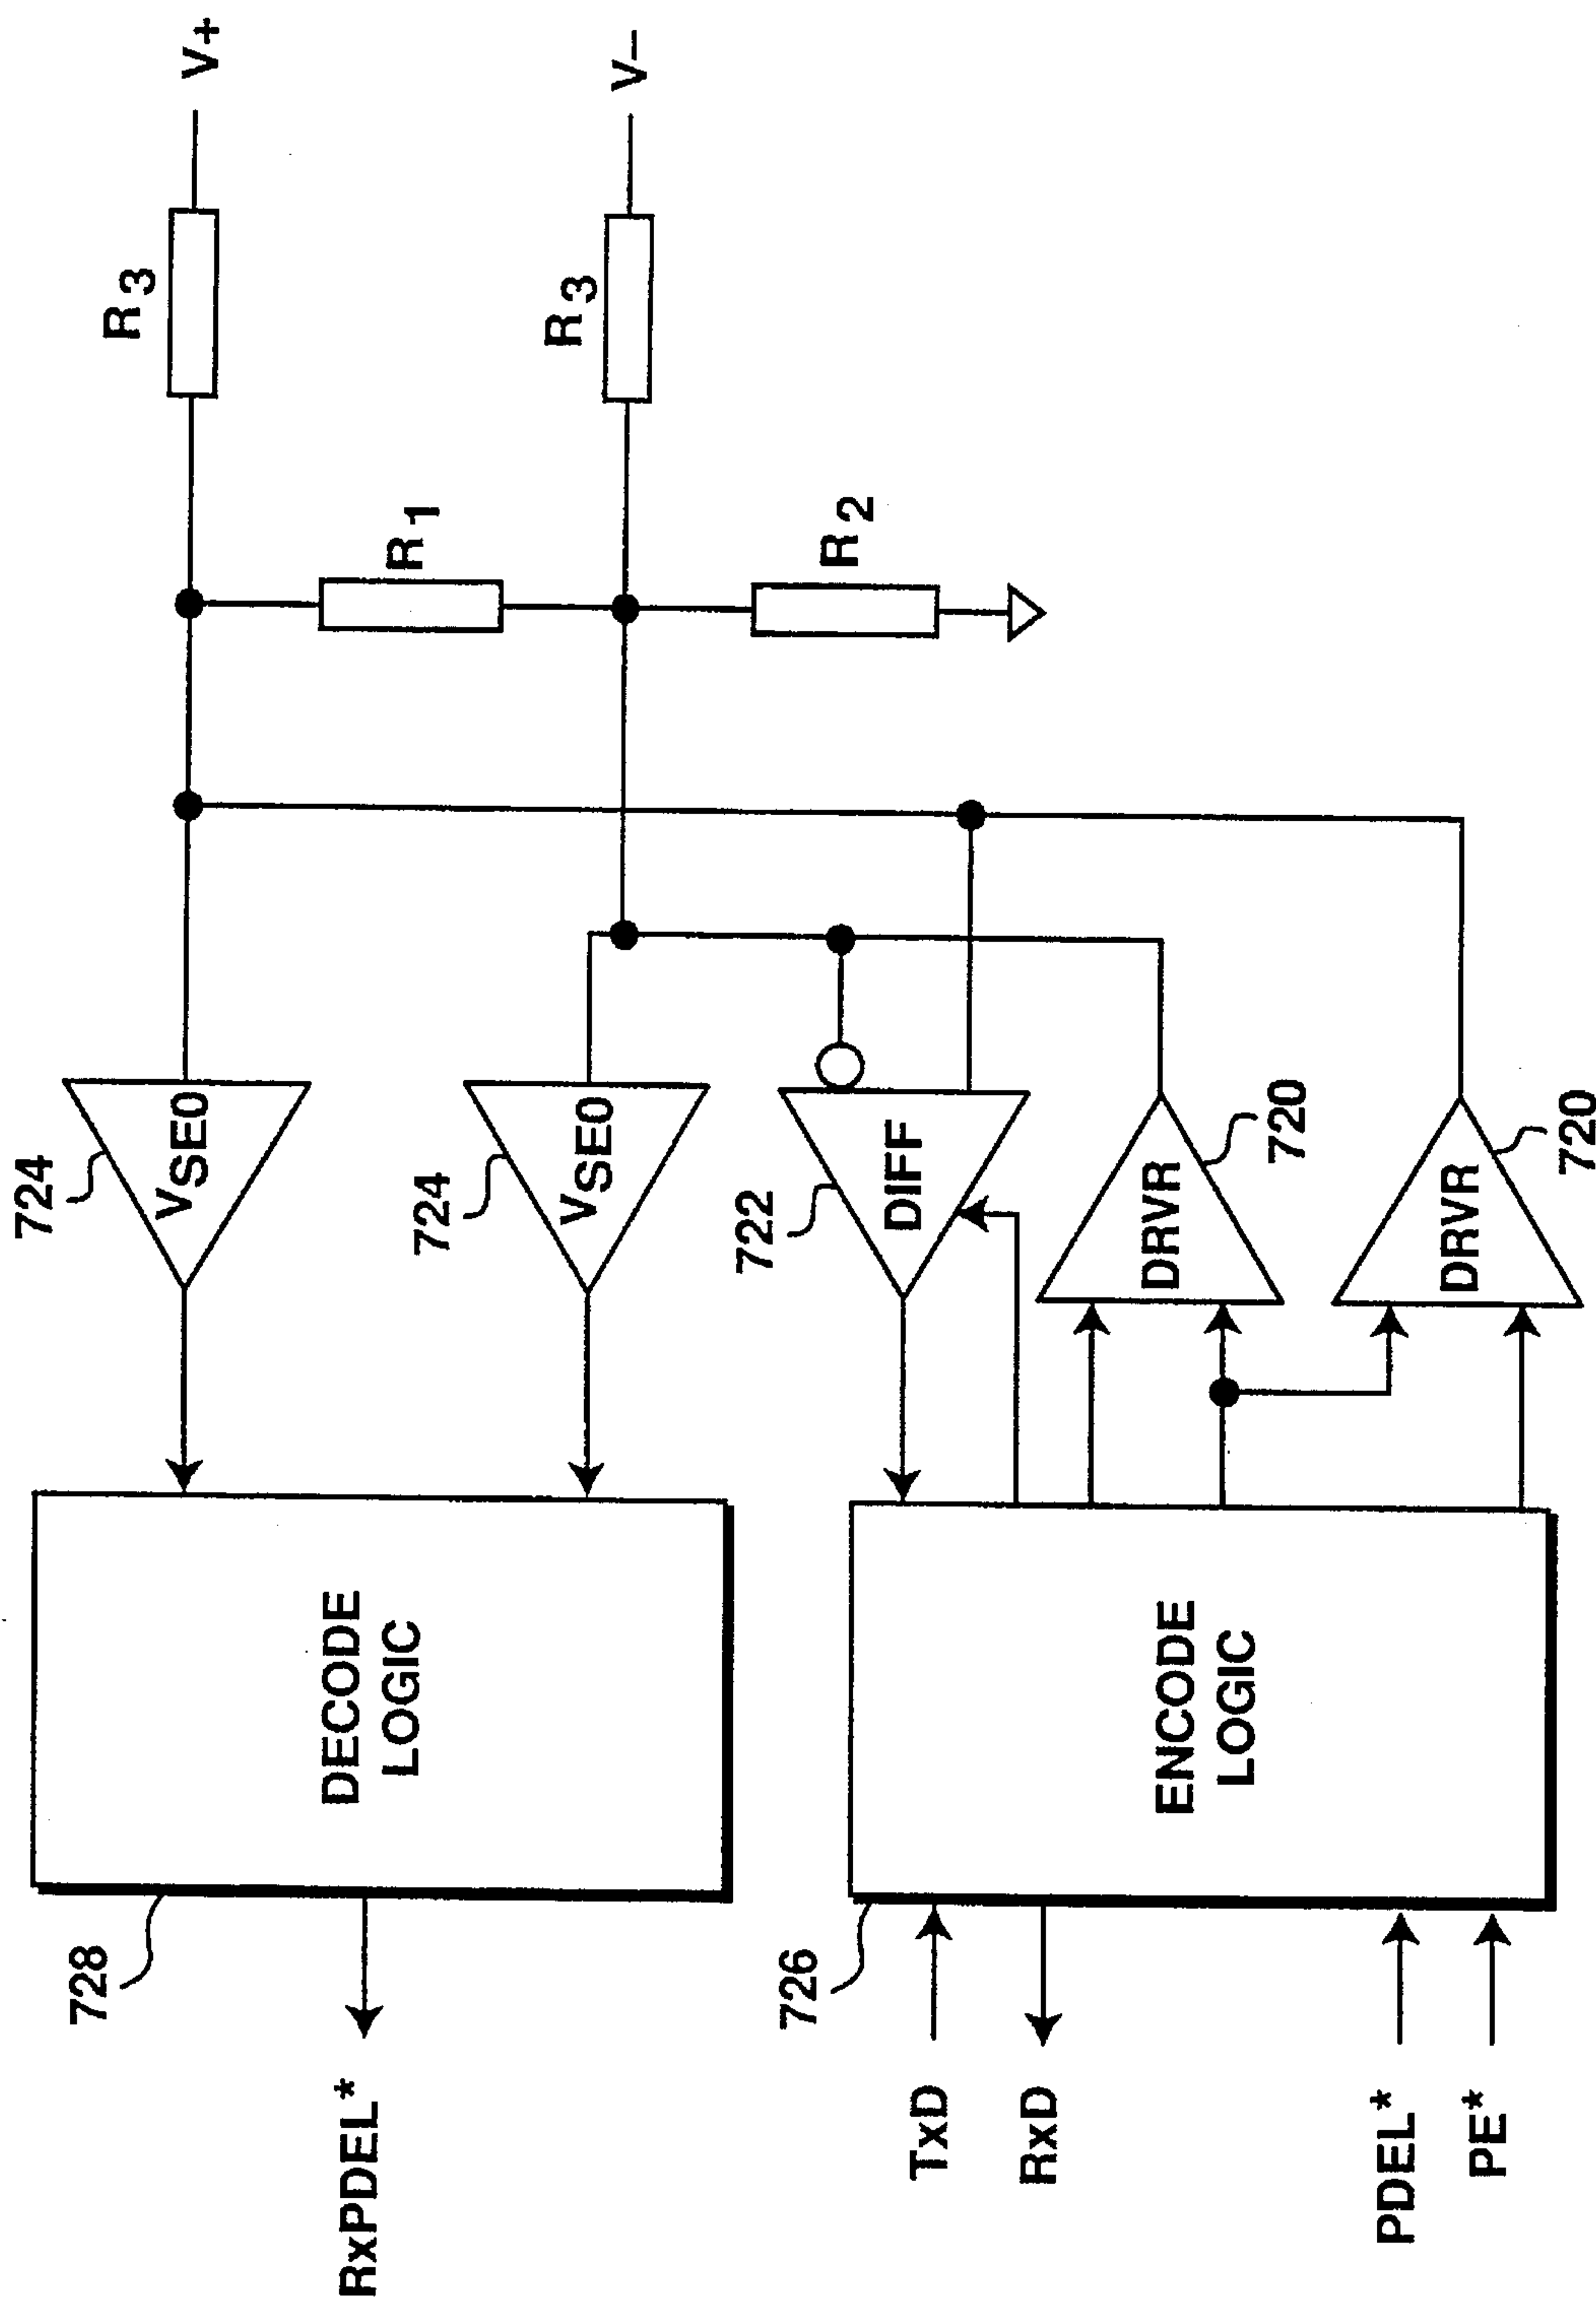 RxPDEL*
728
DECODE
LOGIC
724
VSE0
R3
V+
724
VSE0
R1
R3
V–
TxD
RxD
726
ENCODE
LOGIC
722
DIFF
R2
PDEL*
PE*
DRVR
720
DRVR
720